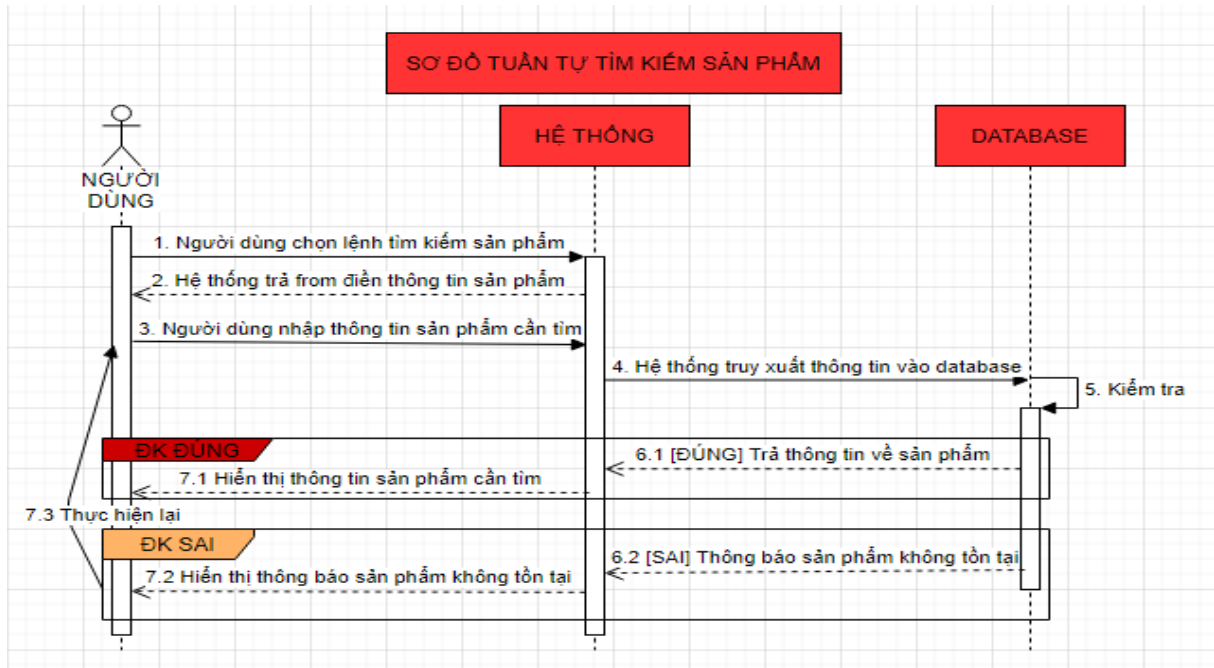 SƠ ĐỒ TUẦN TỰ TÌM KIẾM SẢN PHẨM
NGƯỜI
DÙNG
HỆ THỐNG
DATABASE
1. Người dùng chọn lệnh tìm kiếm sản phẩm
2. Hệ thống trả from điền thông tin sản phẩm
3. Người dùng nhập thông tin sản phẩm cần tìm
4. Hệ thống truy xuất thông tin vào database
5. Kiểm tra
ĐK ĐÚNG
6.1 [ĐÚNG] Trả thông tin về sản phẩm
7.1 Hiển thị thông tin sản phẩm cần tìm
7.3 Thực hiện lại
ĐK SAI
6.2 [SAI] Thông báo sản phẩm không tồn tại
7.2 Hiển thị thông báo sản phẩm không tồn tại